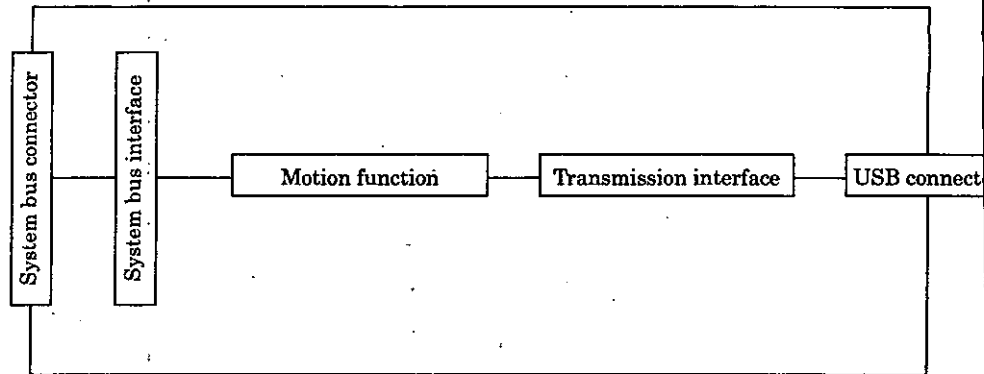 System bus connector
System bus interface
Motion function
Transmission interface
USB connect